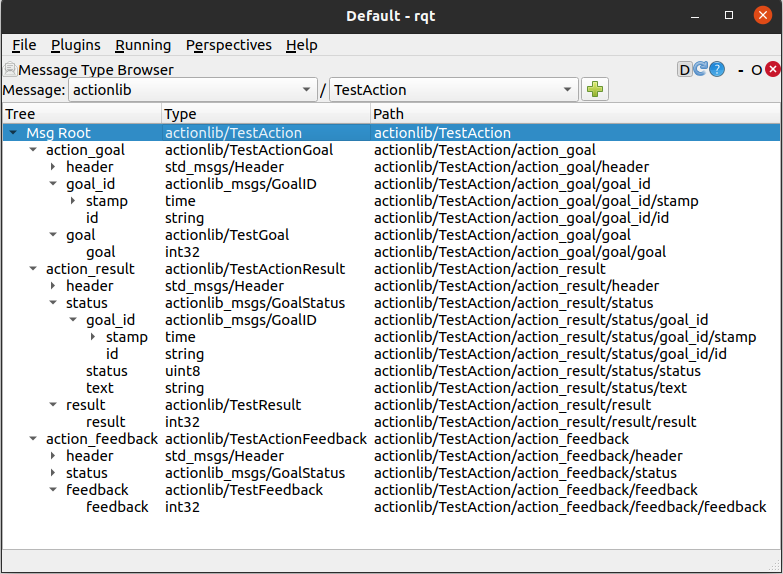 Default - rqt
File Plugins Running Perspectives Help
Message Type Browser D ? - O
Message: actionlib / TestAction
Tree Type Path
Msg Root actionlib/TestAction actionlib/TestAction
action_goal actionlib/TestActionGoal actionlib/TestAction/action_goal
header std_msgs/Header actionlib/TestAction/action_goal/header
goal_id actionlib_msgs/GoalID actionlib/TestAction/action_goal/goal_id
stamp time actionlib/TestAction/action_goal/goal_id/stamp
id string actionlib/TestAction/action_goal/goal_id/id
goal actionlib/TestGoal actionlib/TestAction/action_goal/goal
goal int32 actionlib/TestAction/action_goal/goal/goal
action_result actionlib/TestActionResult actionlib/TestAction/action_result
header std_msgs/Header actionlib/TestAction/action_result/header
status actionlib_msgs/GoalStatus actionlib/TestAction/action_result/status
goal_id actionlib_msgs/GoalID actionlib/TestAction/action_result/status/goal_id
stamp time actionlib/TestAction/action_result/status/goal_id/stamp
id string actionlib/TestAction/action_result/status/goal_id/id
status uint8 actionlib/TestAction/action_result/status/status
text string actionlib/TestAction/action_result/status/text
result actionlib/TestResult actionlib/TestAction/action_result/result
result int32 actionlib/TestAction/action_result/result/result
action_feedback actionlib/TestActionFeedback actionlib/TestAction/action_feedback
header std_msgs/Header actionlib/TestAction/action_feedback/header
status actionlib_msgs/GoalStatus actionlib/TestAction/action_feedback/status
feedback actionlib/TestFeedback actionlib/TestAction/action_feedback/feedback
feedback int32 actionlib/TestAction/action_feedback/feedback/feedback